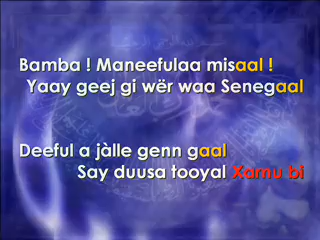 Bamba ! Maneefulaa misaal !
Yaay geej gi wër waa Senegaal
Deeful a jàlle genn gaal
Say duusa tooyal Xamu bi